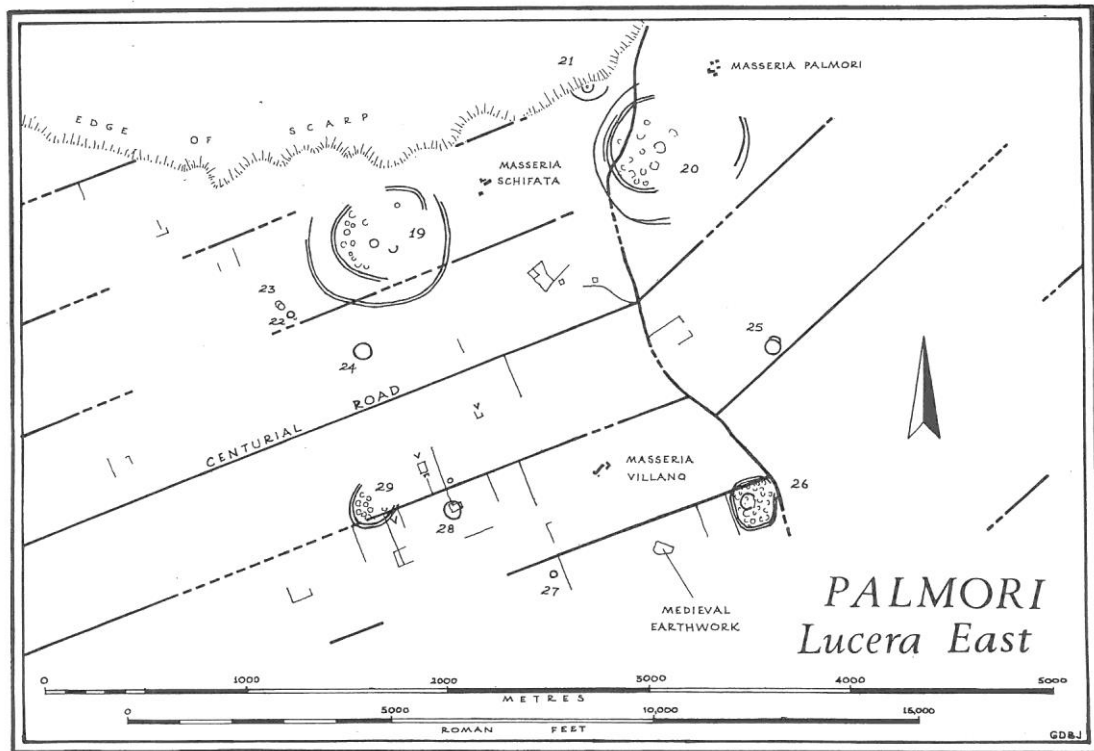 21
MASSERIA PALMORI
EDGE OF SCARP
MASSERIA
SCHIFATA
20
19
23
22
25
24
CENTURIAL ROAD
V
V
MASSERIA
VILLANO
29
26
V
28
27
MEDIEVAL
EARTHWORK
PALMORI
Lucera East
0 1000 2000 3000 4000 5000
METRES
0 5000 10,000 15,000
ROMAN FEET
GDBJ